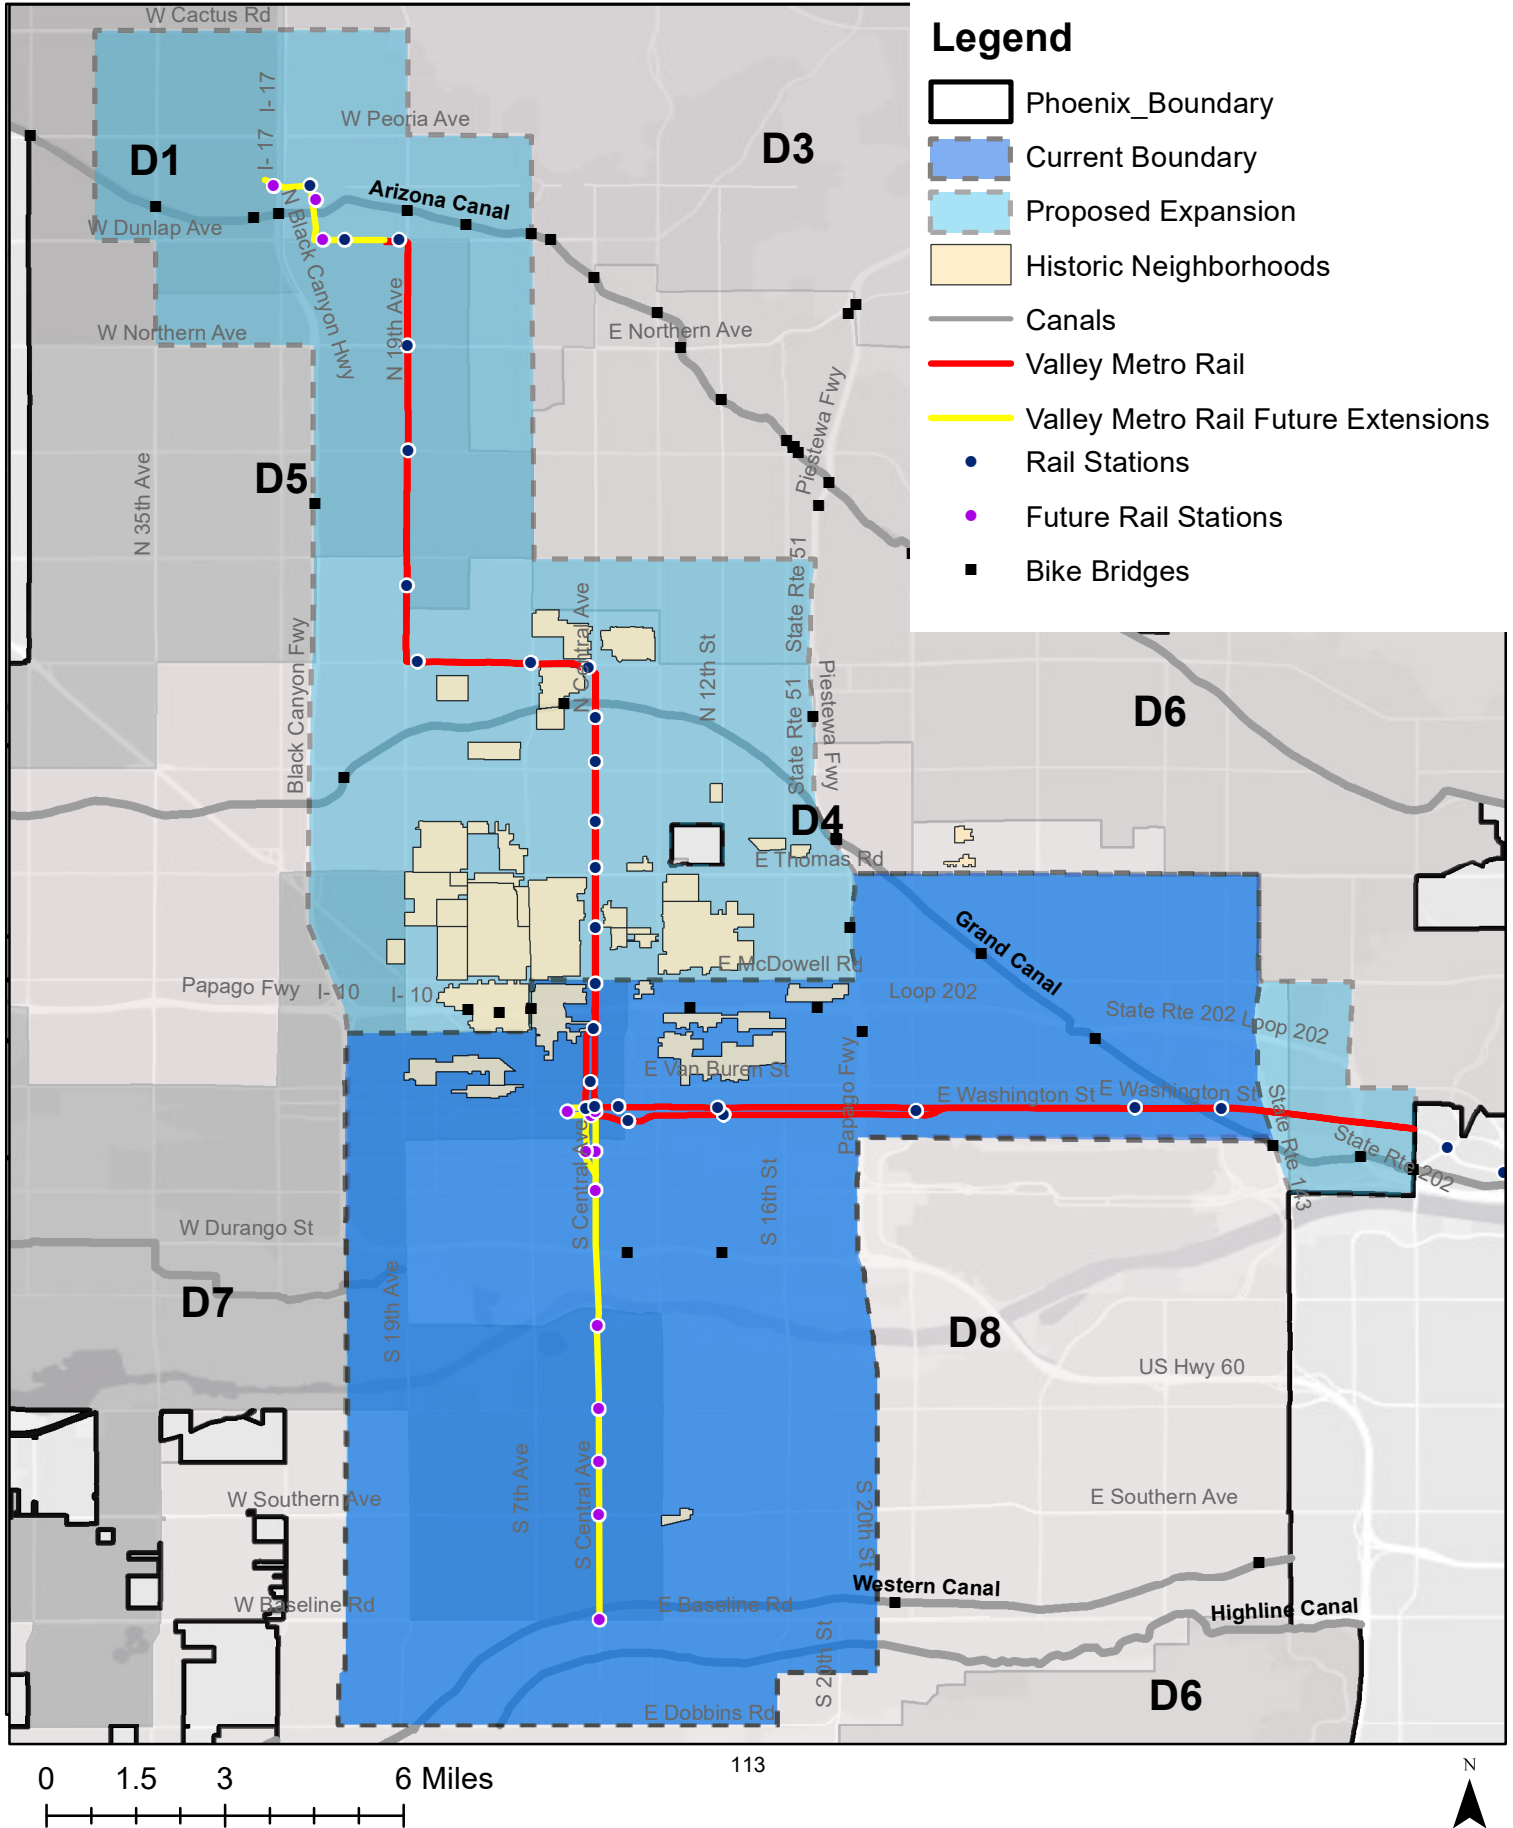 W Cactus Rd
Legend
Phoenix_Boundary
Current Boundary
Proposed Expansion
Historic Neighborhoods
Canals
Valley Metro Rail
Valley Metro Rail Future Extensions
Rail Stations
Future Rail Stations
Bike Bridges
I-17
I-17
W Peoria Ave
D1
D3
Arizona Canal
W Dunlap Ave
N Black Canyon Hwy
N 19th Ave
W Northern Ave
E Northern Ave
Piestewa Fwy
D5
N 35th Ave
State Rte 51
N Central Ave
N 12th St
Black Canyon Fwy
State Rte 51
Piestewa Fwy
D6
D4
E Thomas Rd
Grand Canal
E McDowell Rd
Papago Fwy
I-10
I-10
Loop 202
State Rte 202 Loop 202
E Van Buren St
Papago Fwy
E Washington St
E Washington St
State Rte 143
State Rte 202
S Central Ave
S 16th St
W Durango St
D7
S 19th Ave
D8
US Hwy 60
S 7th Ave
S Central Ave
W Southern Ave
S 20th St
E Southern Ave
Western Canal
W Baseline Rd
E Baseline Rd
Highline Canal
S 20th St
D6
E Dobbins Rd
113
0 1.5 3 6 Miles
N